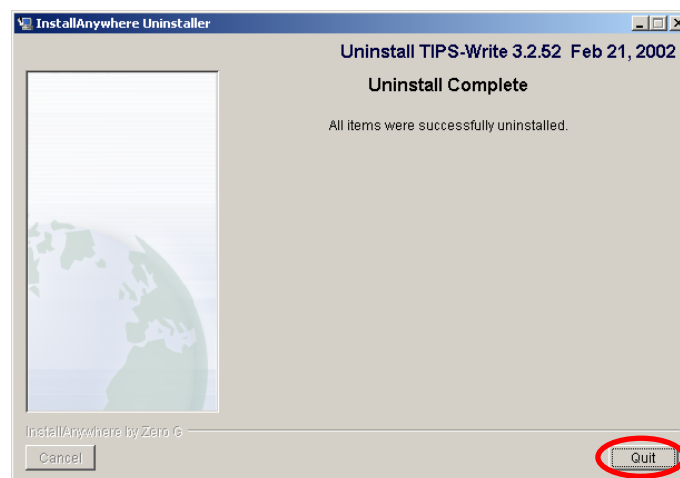 InstallAnywhere Uninstaller
Uninstall TIPS-Write 3.2.52 Feb 21, 2002
Uninstall Complete
All items were successfully uninstalled.
InstallAnywhere by Zero G
Cancel
Quit